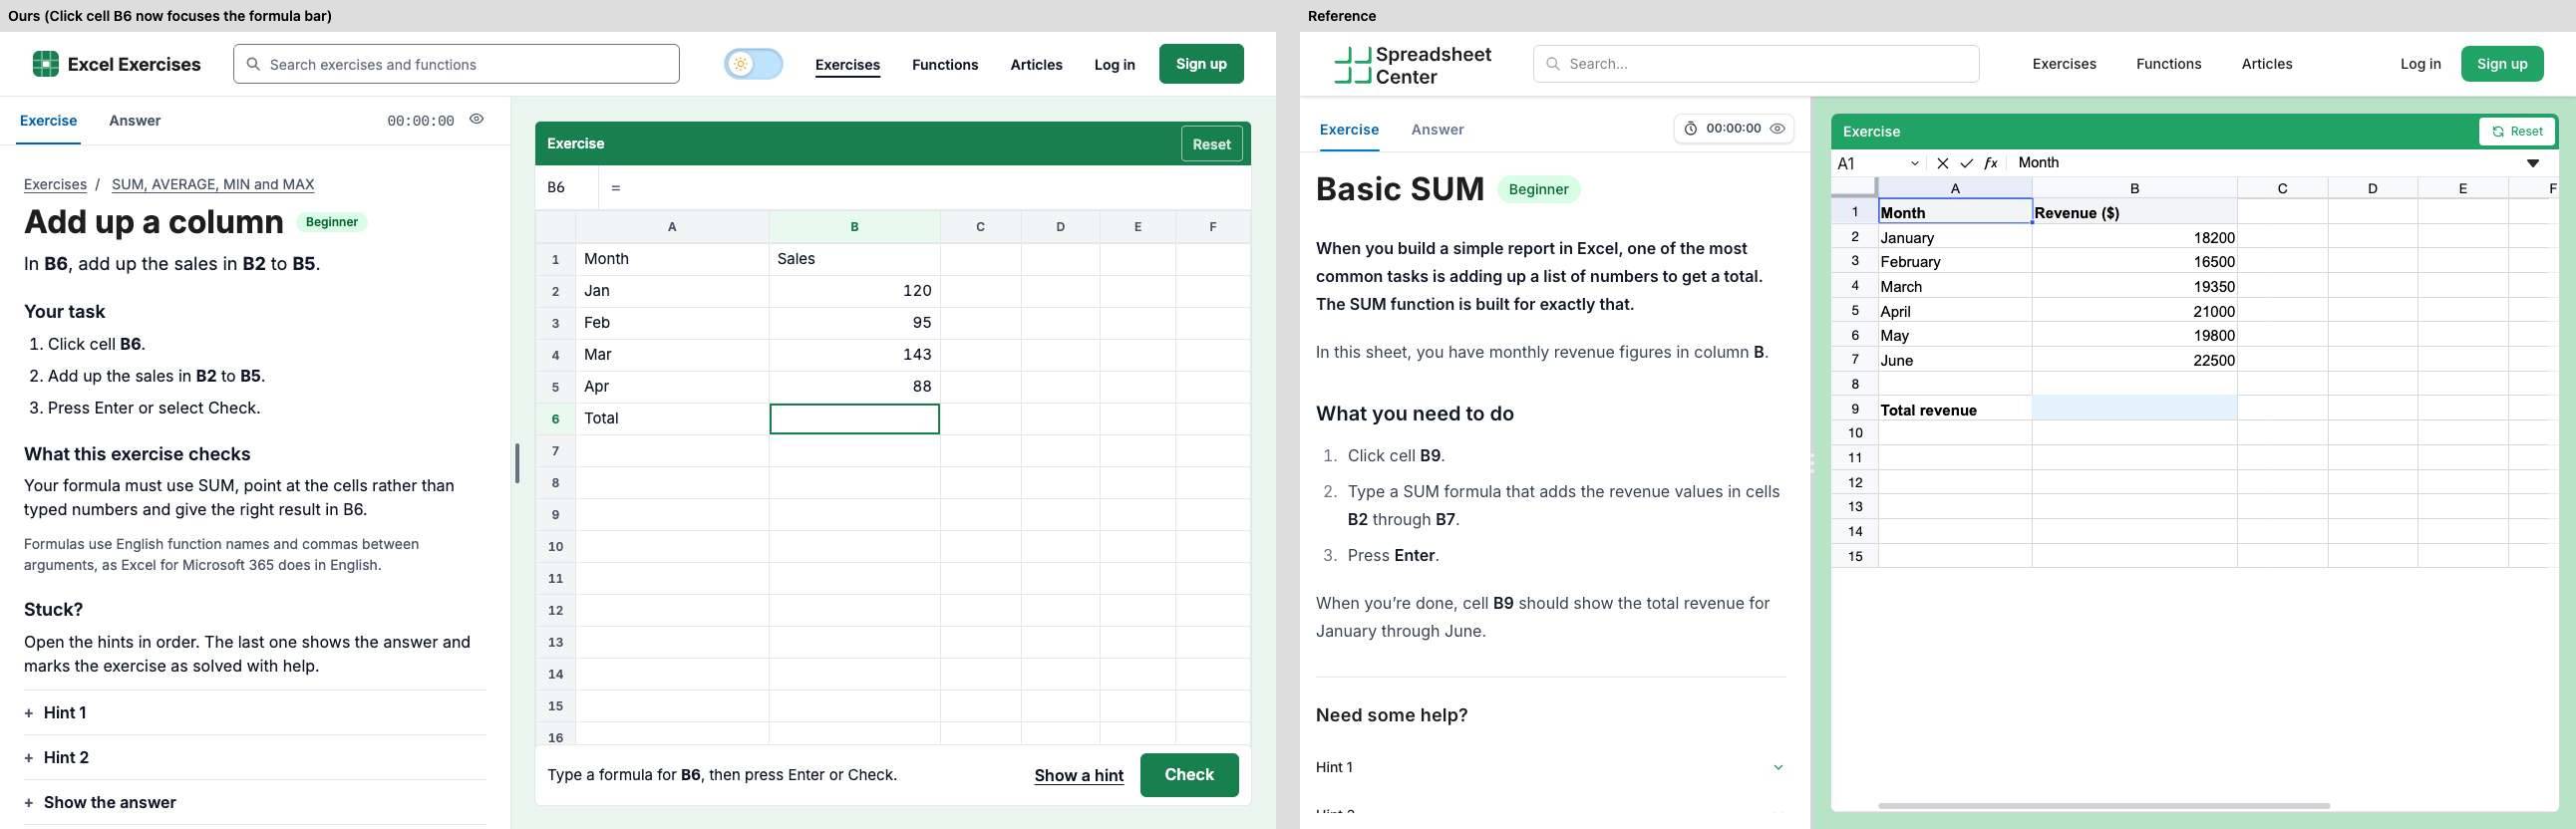 Ours (Click cell B6 now focuses the formula bar)
Excel Exercises
Search exercises and functions
Exercises
Functions
Articles
Log in
Sign up
Exercise
Answer
00:00:00
Exercises / SUM, AVERAGE, MIN and MAX
Add up a column
Beginner
In B6, add up the sales in B2 to B5.
Your task
1. Click cell B6.
2. Add up the sales in B2 to B5.
3. Press Enter or select Check.
What this exercise checks
Your formula must use SUM, point at the cells rather than
typed numbers and give the right result in B6.
Formulas use English function names and commas between
arguments, as Excel for Microsoft 365 does in English.
Stuck?
Open the hints in order. The last one shows the answer and
marks the exercise as solved with help.
+ Hint 1
+ Hint 2
+ Show the answer
Exercise
Reset
B6 =
A B C D E F
1 Month Sales
2 Jan 120
3 Feb 95
4 Mar 143
5 Apr 88
6 Total
7
8
9
10
11
12
13
14
15
16
Type a formula for B6, then press Enter or Check.
Show a hint
Check
Reference
Spreadsheet
Center
Search...
Exercises
Functions
Articles
Log in
Sign up
Exercise
Answer
00:00:00
Basic SUM
Beginner
When you build a simple report in Excel, one of the most
common tasks is adding up a list of numbers to get a total.
The SUM function is built for exactly that.
In this sheet, you have monthly revenue figures in column B.
What you need to do
1. Click cell B9.
2. Type a SUM formula that adds the revenue values in cells
B2 through B7.
3. Press Enter.
When you’re done, cell B9 should show the total revenue for
January through June.
Need some help?
Hint 1
Exercise
Reset
A1 fx Month
A B C D E F
1 Month Revenue ($)
2 January 18200
3 February 16500
4 March 19350
5 April 21000
6 May 19800
7 June 22500
8
9 Total revenue
10
11
12
13
14
15